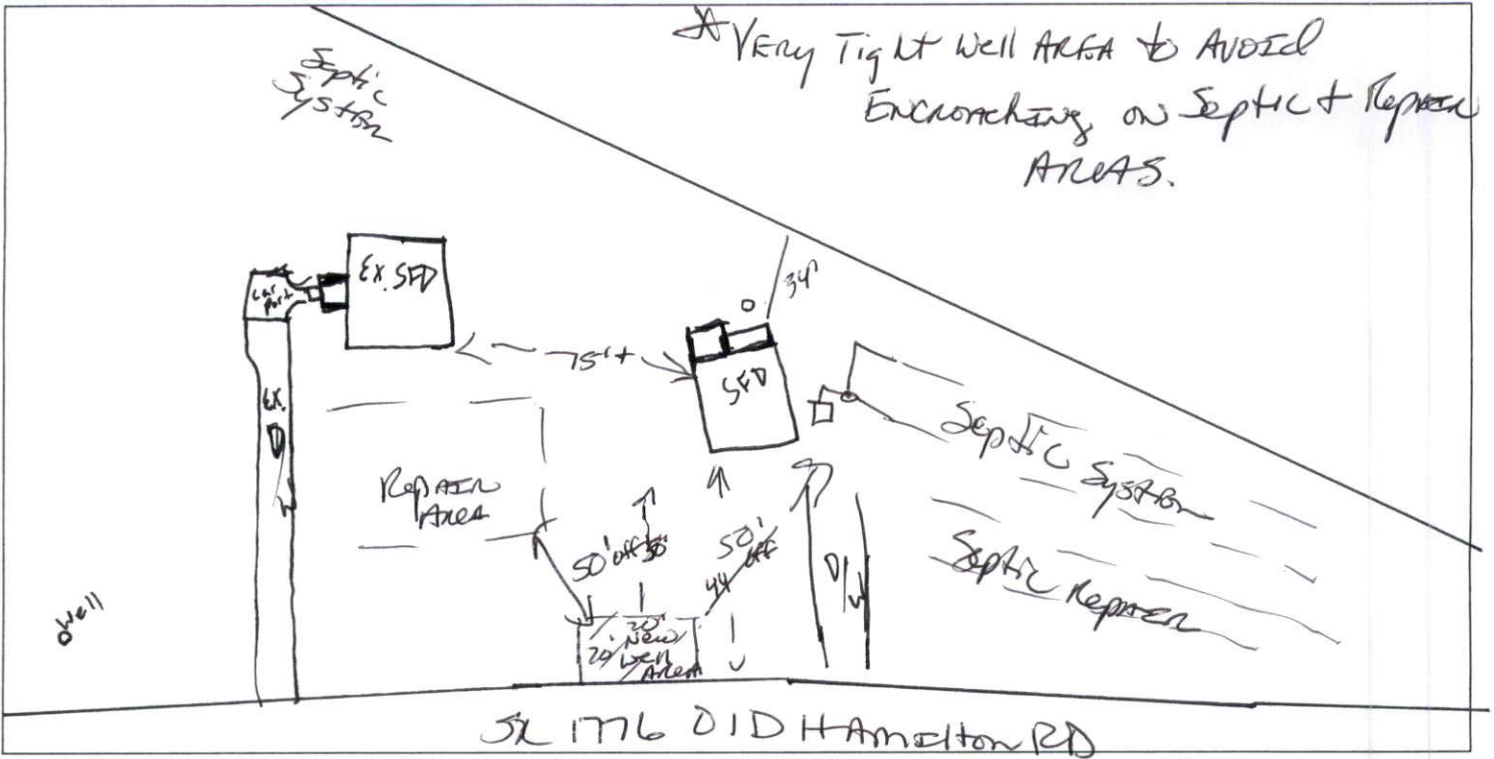 * VERY Tight Well AREA to AVOID
ENCROACHING on Septic + REPAIR
AREAS.
Septic
System
Ex. SFD
Car
port
34'
75'+
SFD
Ex.
D
W
Repair
Area
Septic System
50' off
50'
off
44
D/W
Septic Repair
Well
20'
New
20' Well
Area
SR 1776 OLD HAMILTON RD